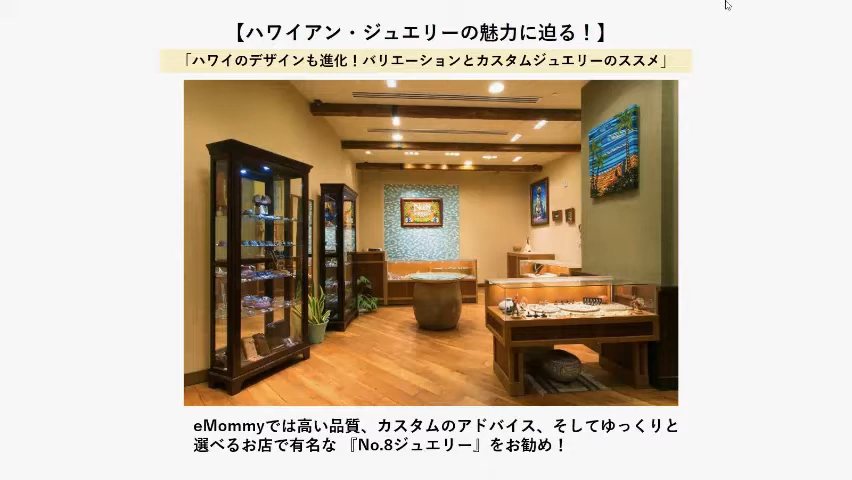 【ハワイアン・ジュエリーの魅力に迫る！】
「ハワイのデザインも進化！バリエーションとカスタムジュエリーのススメ」
eMommyでは高い品質、カスタムのアドバイス、そしてゆっくりと
選べるお店で有名な『No.8ジュエリー』をお勧め！